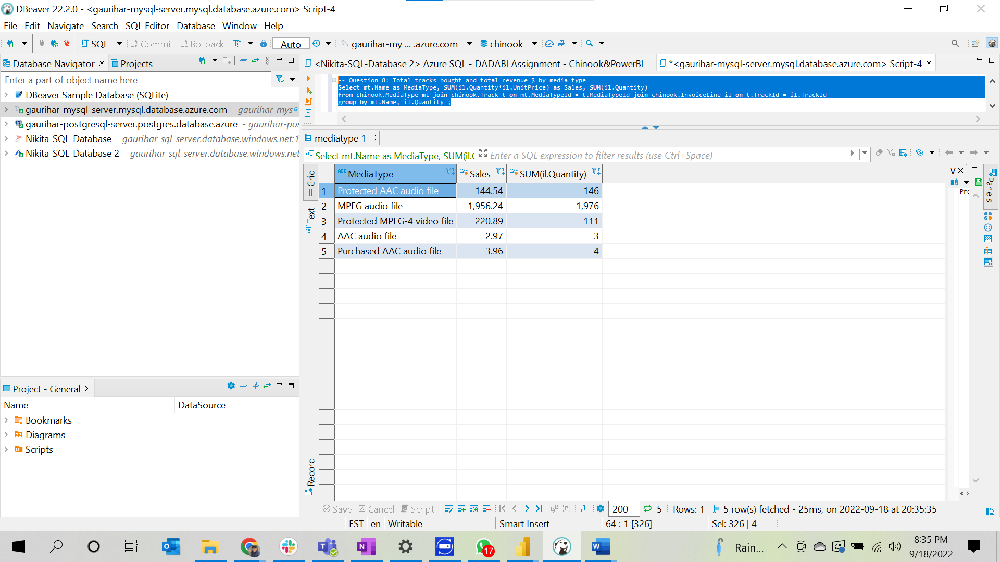 DBeaver 22.2.0 - <gaurihar-mysql-server.mysql.database.azure.com> Script-4
File Edit Navigate Search SQL Editor Database Window Help
SQL Commit Rollback Auto gaurihar-my ... .azure.com chinook
Database Navigator Projects
Enter a part of object name here
DBeaver Sample Database (SQLite)
gaurihar-mysql-server.mysql.database.azure.com - gaurihar-mys
gaurihar-postgresql-server.postgres.database.azure - gaurihar-pos
Nikita-SQL-Database - gaurihar-sql-server.database.windows.net:1
Nikita-SQL-Database 2 - gaurihar-sql-server.database.windows.net
<Nikita-SQL-Database 2> Azure SQL - DADABI Assignment - Chinook&PowerBI
*<gaurihar-mysql-server.mysql.database.azure.com> Script-4
-- Question 8: Total tracks bought and total revenue $ by media type
Select mt.Name as MediaType, SUM(il.Quantity*il.UnitPrice) as Sales, SUM(il.Quantity)
from chinook.MediaType mt join chinook.Track t on mt.MediaTypeId = t.MediaTypeId join chinook.InvoiceLine il on t.TrackId = il.TrackId
group by mt.Name, il.Quantity ;
mediatype 1
Select mt.Name as MediaType, SUM(il.( Enter a SQL expression to filter results (use Ctrl+Space)
Grid
Text
Record
ABC MediaType 123 Sales 123 SUM(il.Quantity)
1 Protected AAC audio file 144.54 146
2 MPEG audio file 1,956.24 1,976
3 Protected MPEG-4 video file 220.89 111
4 AAC audio file 2.97 3
5 Purchased AAC audio file 3.96 4
V
Prc
Panels
Save Cancel Script 200 5 Rows: 1 5 row(s) fetched - 25ms, on 2022-09-18 at 20:35:35
Project - General
Name DataSource
Bookmarks
Diagrams
Scripts
EST en Writable Smart Insert 64 : 1 [326] Sel: 326 | 4
17
Rain...
8:35 PM
9/18/2022